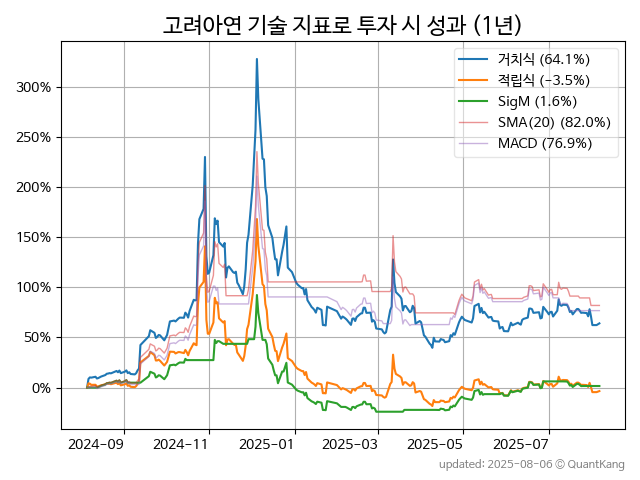 고려아연 기술 지표로 투자 시 성과 (1년)
거치식 (64.1%)
적립식 (−3.5%)
SigM (1.6%)
SMA(20) (82.0%)
MACD (76.9%)
300%
250%
200%
150%
100%
50%
0%
2024-09 2024-11 2025-01 2025-03 2025-05 2025-07
updated: 2025-08-06 © QuantKang